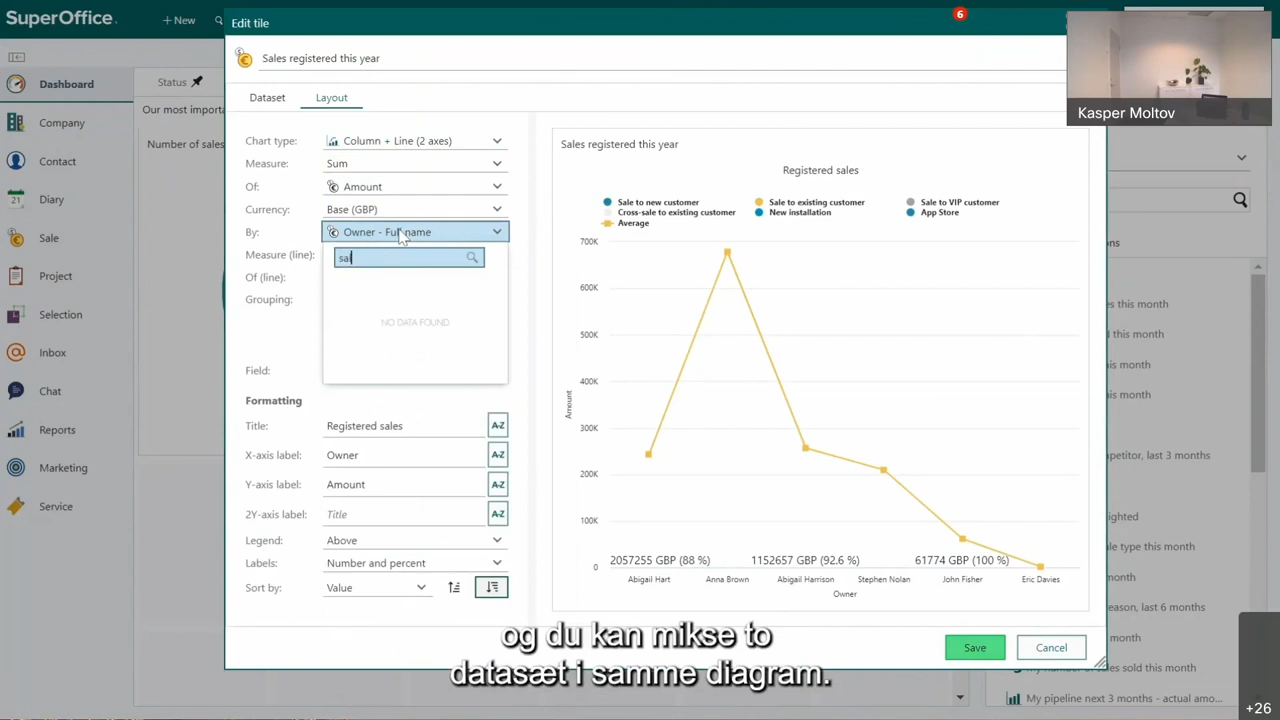 SuperOffice.
+ New
Edit tile
6
Sales registered this year
Kasper Moltov
Dashboard
Company
Contact
Diary
21
Sale
Project
Selection
Inbox
Chat
Reports
Marketing
Service
Status
Our most importa
Number of sales
Dataset
Layout
Chart type:
Column + Line (2 axes)
Measure:
Sum
Of:
Amount
Currency:
Base (GBP)
By:
Owner - Full name
sal
NO DATA FOUND
Measure (line):
Of (line):
Grouping:
Field:
Formatting
Title:
Registered sales
A-Z
X-axis label:
Owner
A-Z
Y-axis label:
Amount
A-Z
2Y-axis label:
Title
A-Z
Legend:
Above
Labels:
Number and percent
Sort by:
Value
Sales registered this year
Registered sales
Sale to new customer
Sale to existing customer
Sale to VIP customer
Cross-sale to existing customer
New installation
App Store
Average
700K
600K
500K
400K
300K
200K
100K
0
Amount
2057255 GBP (88 %)
1152657 GBP (92.6 %)
61774 GBP (100 %)
Abigail Hart
Anna Brown
Abigail Harrison
Stephen Nolan
John Fisher
Eric Davies
Owner
Save
Cancel
ons
es this month
d this month
e month
e month
epetitor, last 3 months
ighted
le type this month
onth
eason, last 6 months
onth
My number of sales sold this month
My pipeline next 3 months - actual amo...
+26
og du kan mikse to
datasæt i samme diagram.